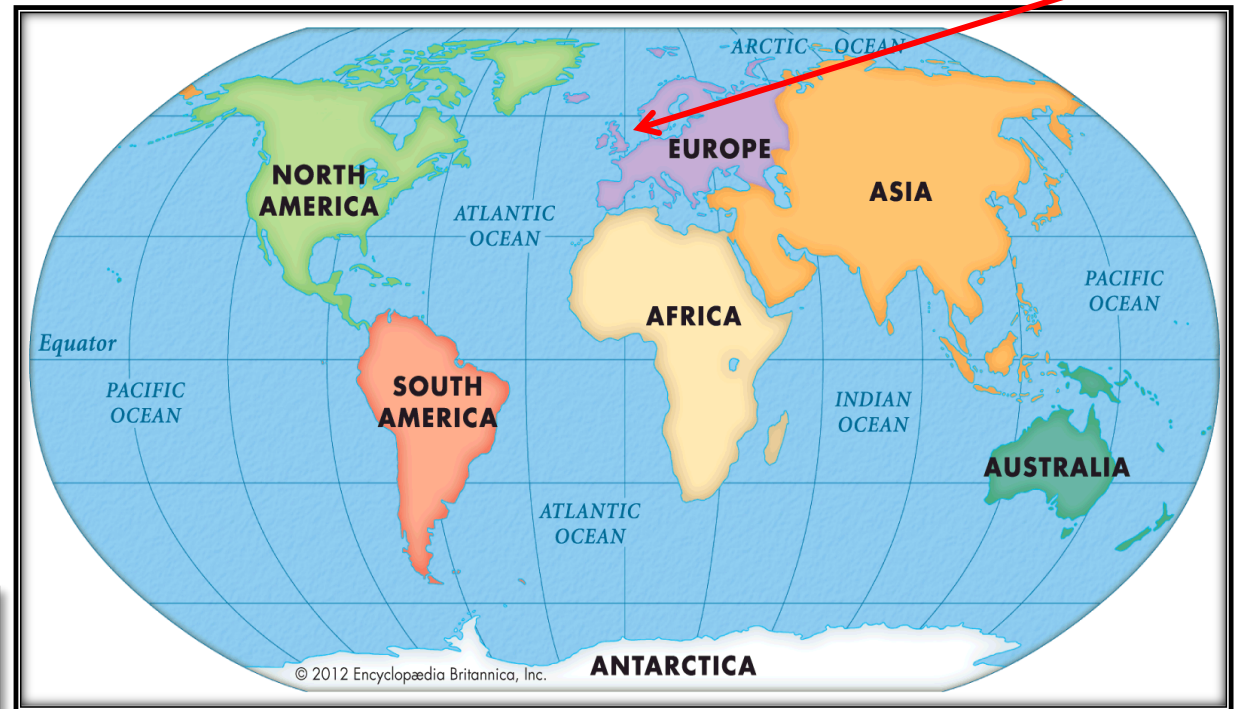 ARCTIC OCEAN
NORTH
AMERICA
EUROPE
ASIA
ATLANTIC
OCEAN
PACIFIC
OCEAN
AFRICA
Equator
PACIFIC
OCEAN
SOUTH
AMERICA
INDIAN
OCEAN
AUSTRALIA
ATLANTIC
OCEAN
ANTARCTICA
© 2012 Encyclopædia Britannica, Inc.